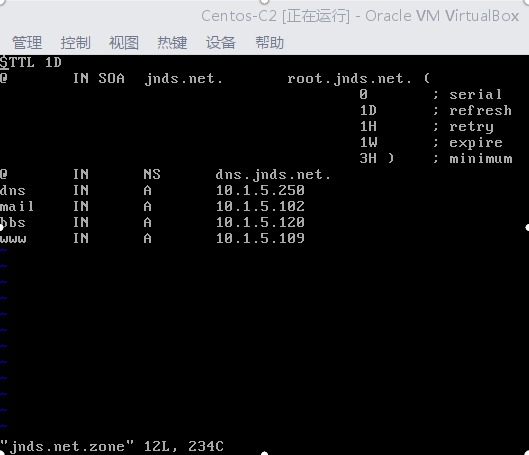 Centos-C2 [正在运行] - Oracle VM VirtualBox
管理 控制 视图 热键 设备 帮助
$TTL 1D
@ IN SOA jnds.net. root.jnds.net. (
0 ; serial
1D ; refresh
1H ; retry
1W ; expire
3H ) ; minimum
@ IN NS dns.jnds.net.
dns IN A 10.1.5.250
mail IN A 10.1.5.102
bbs IN A 10.1.5.120
www IN A 10.1.5.109
"jnds.net.zone" 12L, 234C